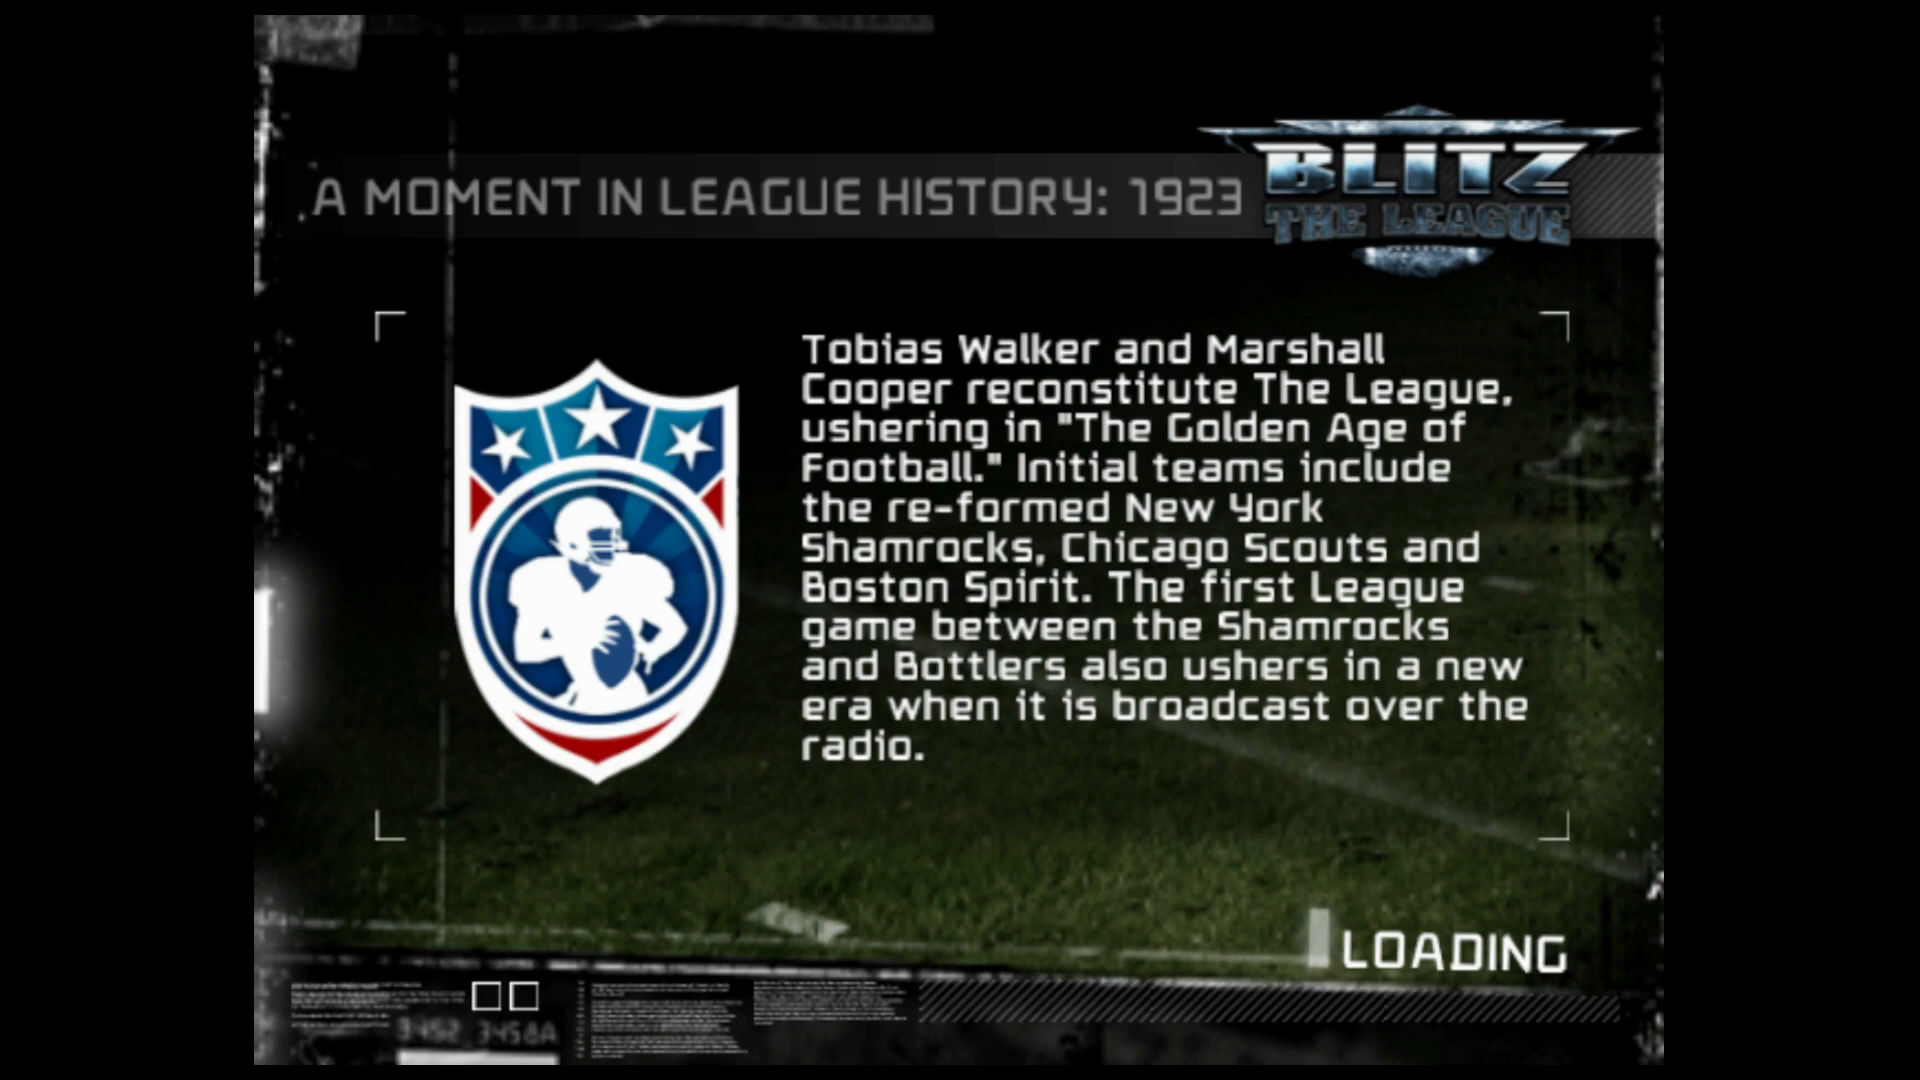 A MOMENT IN LEAGUE HISTORY: 1923
BLITZ
THE LEAGUE
Tobias Walker and Marshall
Cooper reconstitute The League,
ushering in "The Golden Age of
Football." Initial teams include
the re-formed New York
Shamrocks, Chicago Scouts and
Boston Spirit. The first League
game between the Shamrocks
and Bottlers also ushers in a new
era when it is broadcast over the
radio.
LOADING
3452 3458A